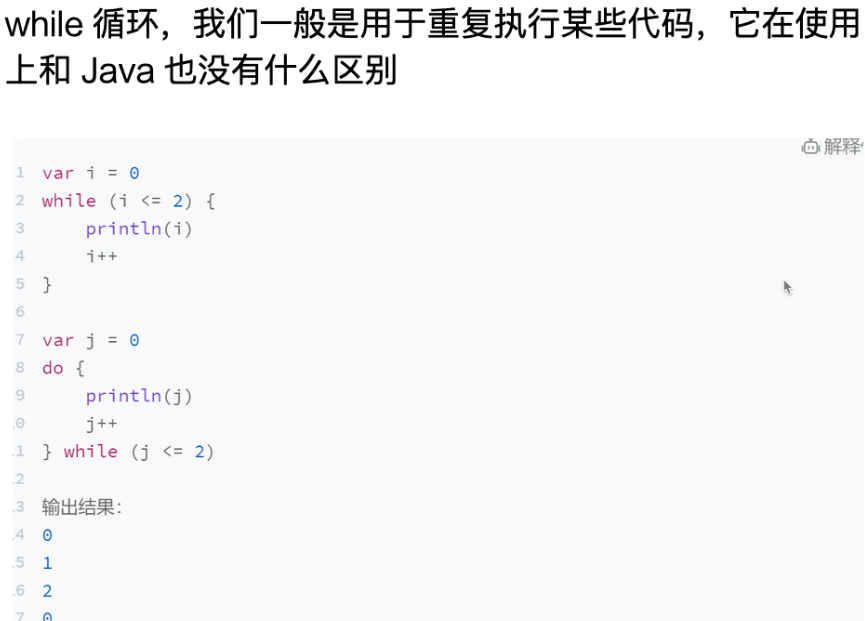 while 循环，我们一般是用于重复执行某些代码，它在使用
上和 Java 也没有什么区别
解释
1 var i = 0
2 while (i <= 2) {
3 println(i)
4 i++
5 }
6
7 var j = 0
8 do {
9 println(j)
.0 j++
.1 } while (j <= 2)
.2
.3 输出结果：
.4 0
.5 1
.6 2
.7 0